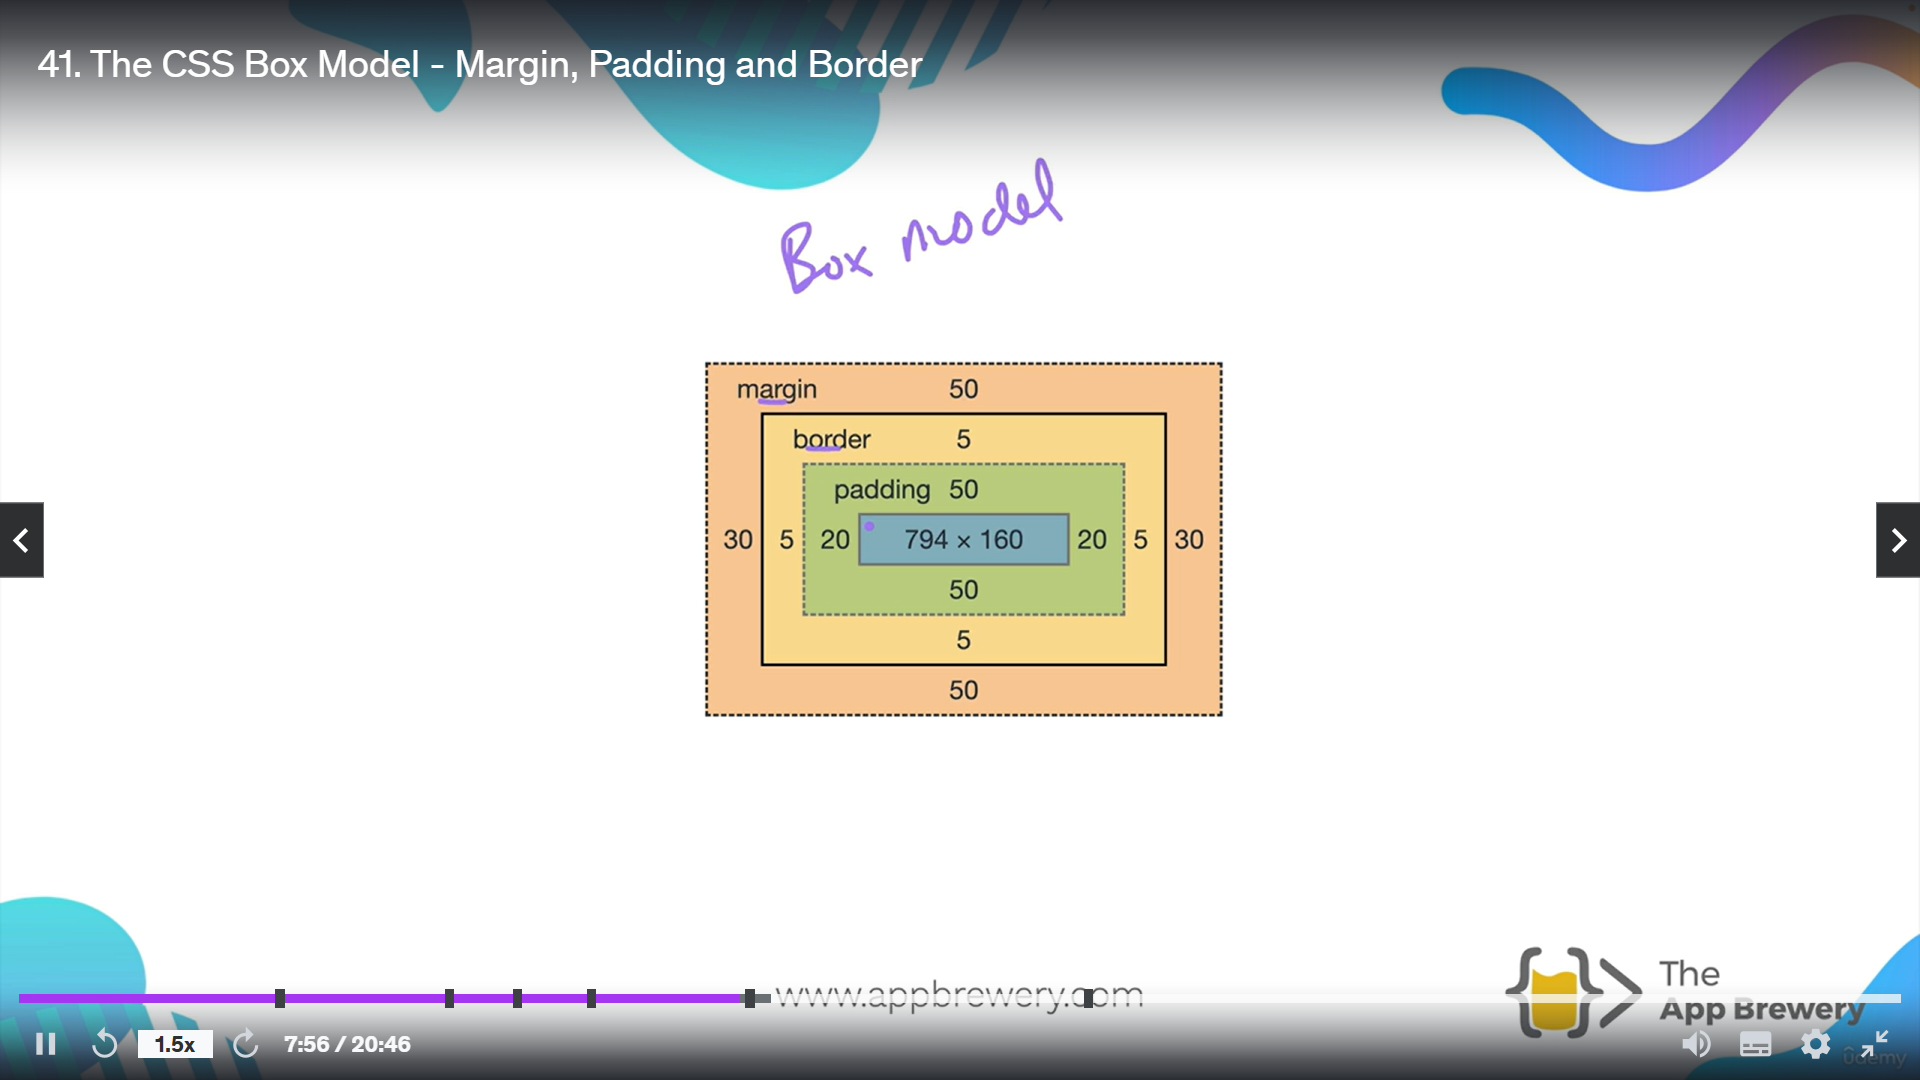 41. The CSS Box Model - Margin, Padding and Border
Box model
margin 50
border 5
padding 50
30 5 20 794 × 160 20 5 30
50
5
50
www.appbrewery.com
The
App Brewery
1.5x 7:56 / 20:46
ûdemy